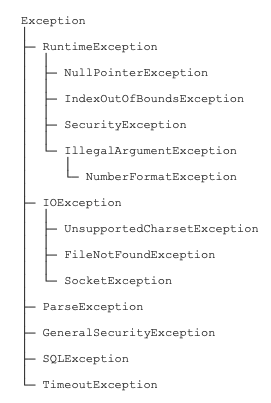 Exception
RuntimeException
NullPointerException
IndexOutOfBoundsException
SecurityException
IllegalArgumentException
NumberFormatException
IOException
UnsupportedCharsetException
FileNotFoundException
SocketException
ParseException
GeneralSecurityException
SQLException
TimeoutException